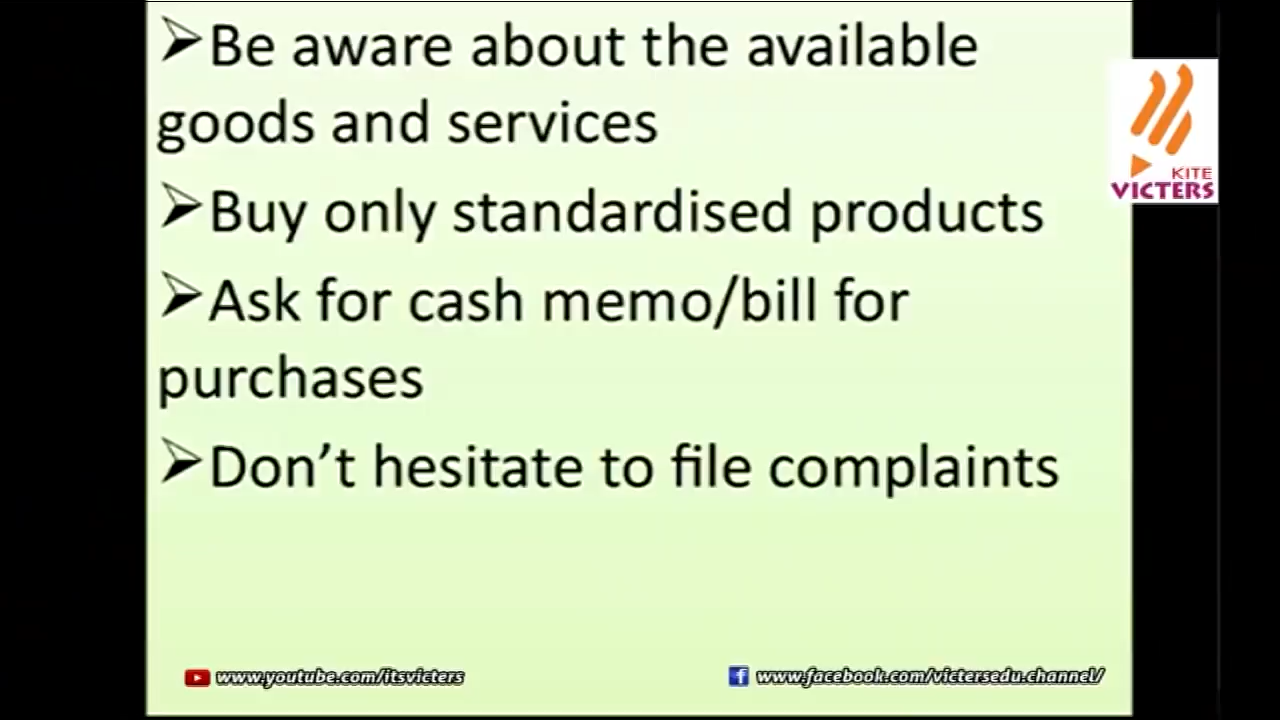 ➢Be aware about the available
goods and services
➢Buy only standardised products
➢Ask for cash memo/bill for
purchases
➢Don't hesitate to file complaints
KITE
VICTERS
www.youtube.com/itsvicters
www.facebook.com/victersedu.channel/